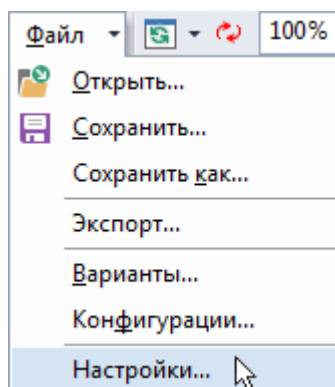 Файл 100%
Открыть...
Сохранить...
Сохранить как...
Экспорт...
Варианты...
Конфигурации...
Настройки...